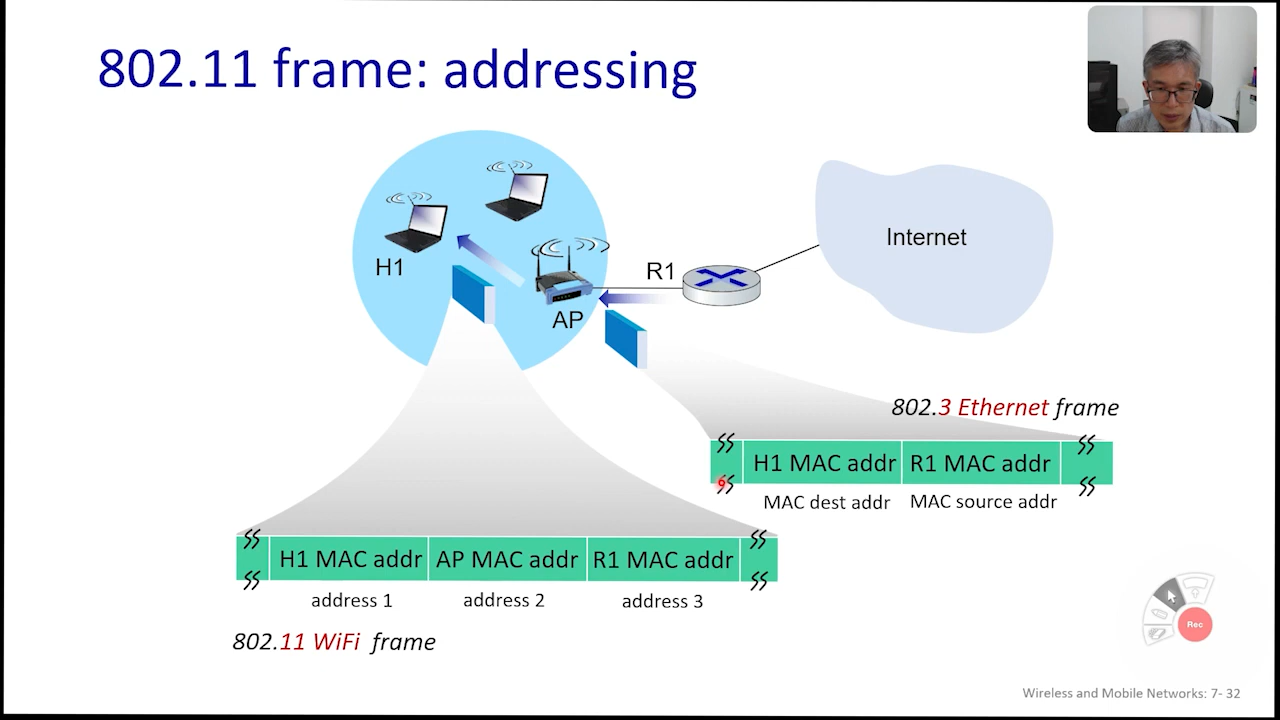 802.11 frame: addressing
Internet
R1
H1
AP
802.3 Ethernet frame
H1 MAC addr R1 MAC addr
MAC dest addr MAC source addr
H1 MAC addr AP MAC addr R1 MAC addr
address 1 address 2 address 3
802.11 WiFi frame
Rec
Wireless and Mobile Networks: 7- 32